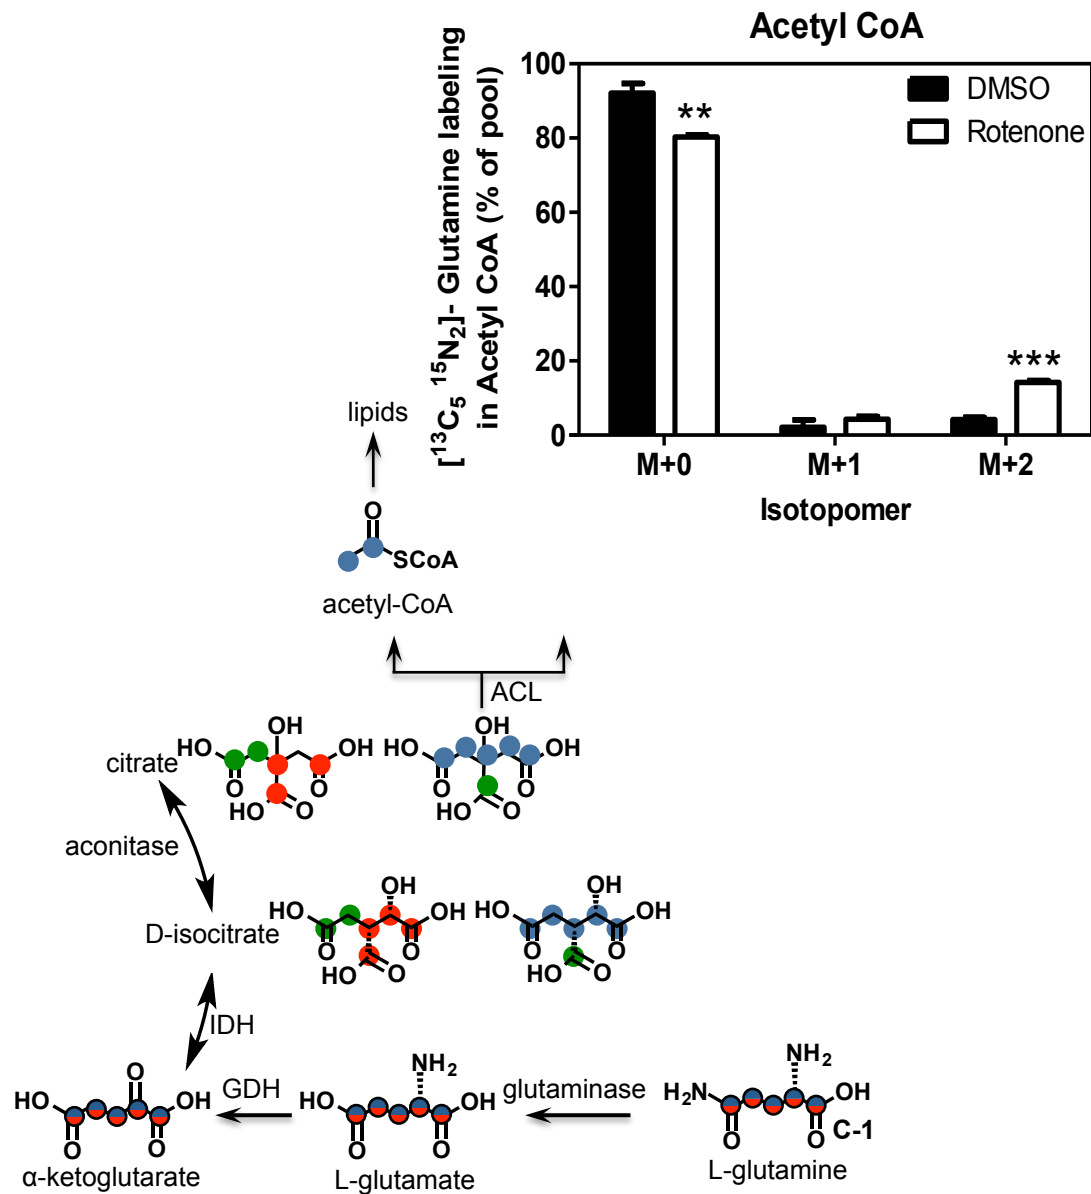 Acetyl CoA
[¹³C₅ ¹⁵N₂]- Glutamine labeling
in Acetyl CoA (% of pool)
100
80
60
40
20
0
DMSO
Rotenone
**
***
M+0 M+1 M+2
Isotopomer
lipids
O
SCoA
acetyl-CoA
ACL
OH
HO OH
O O
HO O
OH
HO OH
O O
HO O
citrate
aconitase
OH
HO OH
O O
HO O
OH
HO OH
O O
HO O
D-isocitrate
IDH
O
HO OH
O O
α-ketoglutarate
GDH
NH₂
HO OH
O O
L-glutamate
glutaminase
NH₂
H₂N OH
O O C-1
L-glutamine